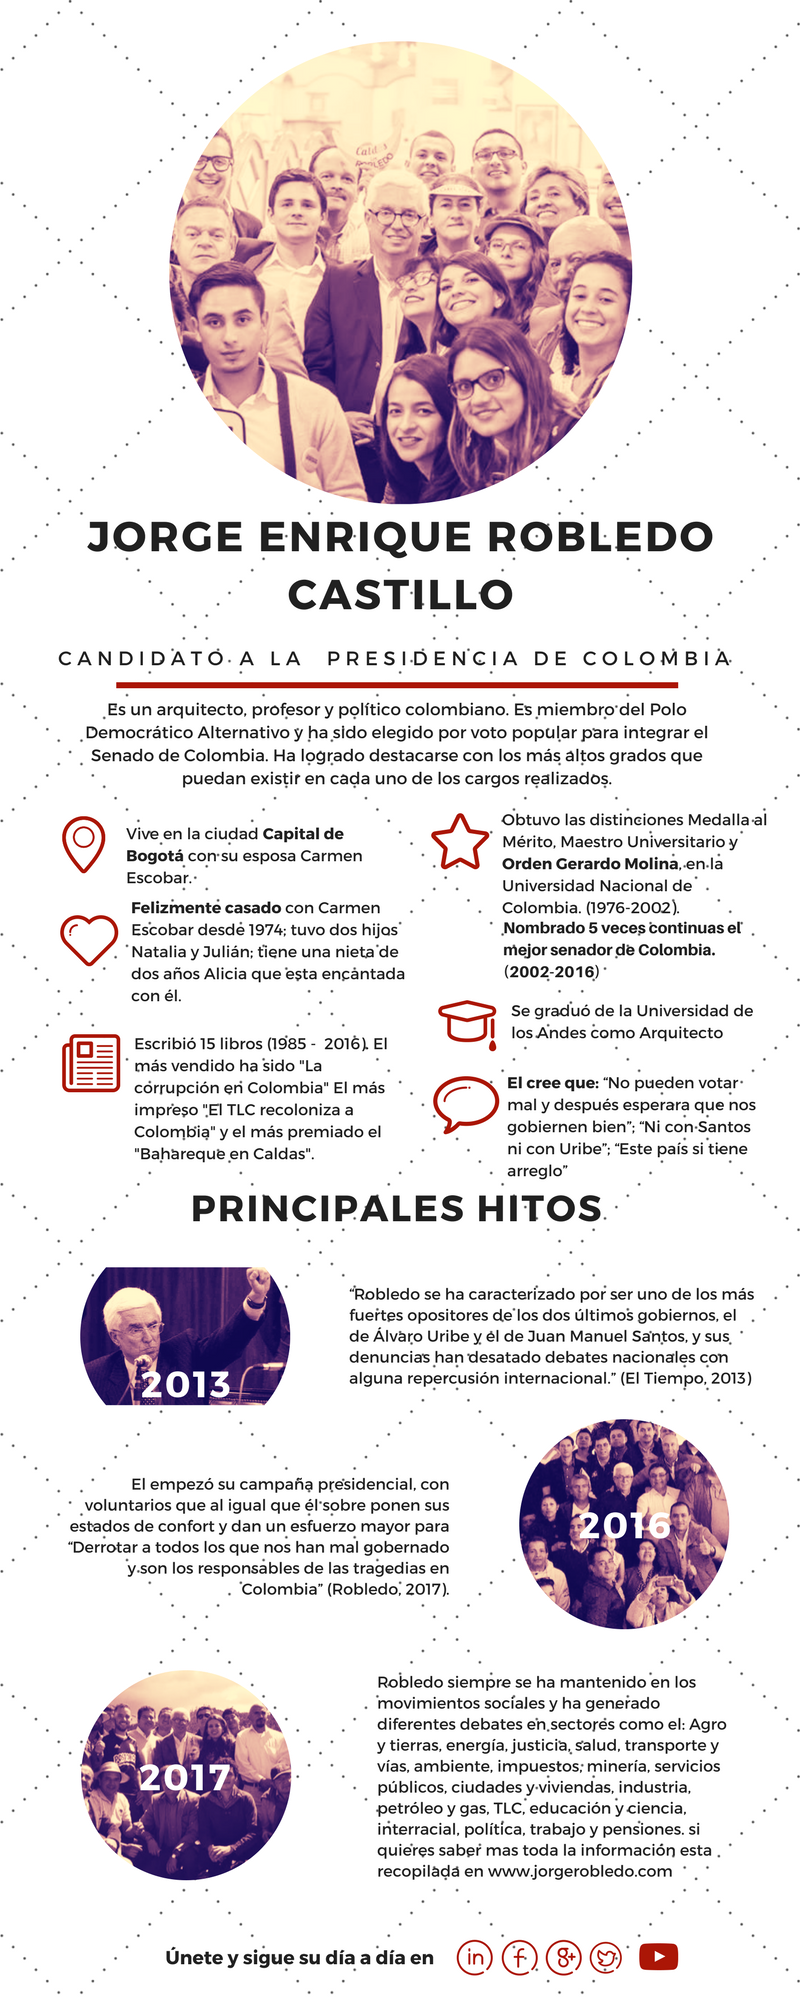 Caldas
ROBLEDO
JORGE ENRIQUE ROBLEDO
CASTILLO
CANDIDATO A LA PRESIDENCIA DE COLOMBIA
Es un arquitecto, profesor y político colombiano. Es miembro del Polo
Democrático Alternativo y ha sido elegido por voto popular para integrar el
Senado de Colombia. Ha logrado destacarse con los más altos grados que
puedan existir en cada uno de los cargos realizados.
Vive en la ciudad Capital de
Bogotá con su esposa Carmen
Escobar.
Felizmente casado con Carmen
Escobar desde 1974; tuvo dos hijos
Natalia y Julián; tiene una nieta de
dos años Alicia que esta encantada
con él.
Escribió 15 libros (1985 - 2016). El
más vendido ha sido "La
corrupción en Colombia" El más
impreso "El TLC recoloniza a
Colombia" y el más premiado el
"Bahareque en Caldas".
Obtuvo las distinciones Medalla al
Mérito, Maestro Universitario y
Orden Gerardo Molina, en la
Universidad Nacional de
Colombia. (1976-2002).
Nombrado 5 veces continuas el
mejor senador de Colombia.
(2002-2016)
Se graduó de la Universidad de
los Andes como Arquitecto
El cree que: “No pueden votar
mal y después esperara que nos
gobiernen bien”; “Ni con Santos
ni con Uribe”; “Este país si tiene
arreglo”
PRINCIPALES HITOS
2013
“Robledo se ha caracterizado por ser uno de los más
fuertes opositores de los dos últimos gobiernos, el
de Álvaro Uribe y él de Juan Manuel Santos, y sus
denuncias han desatado debates nacionales con
alguna repercusión internacional.” (El Tiempo, 2013)
El empezó su campaña presidencial, con
voluntarios que al igual que él sobre ponen sus
estados de confort y dan un esfuerzo mayor para
“Derrotar a todos los que nos han mal gobernado
y son los responsables de las tragedias en
Colombia” (Robledo, 2017).
2016
2017
Robledo siempre se ha mantenido en los
movimientos sociales y ha generado
diferentes debates en sectores como el: Agro
y tierras, energía, justicia, salud, transporte y
vías, ambiente, impuestos, minería, servicios
públicos, ciudades y viviendas, industria,
petróleo y gas, TLC, educación y ciencia,
interracial, política, trabajo y pensiones. si
quieres saber mas toda la información esta
recopilada en www.jorgerobledo.com
Únete y sigue su día a día en
in f g+